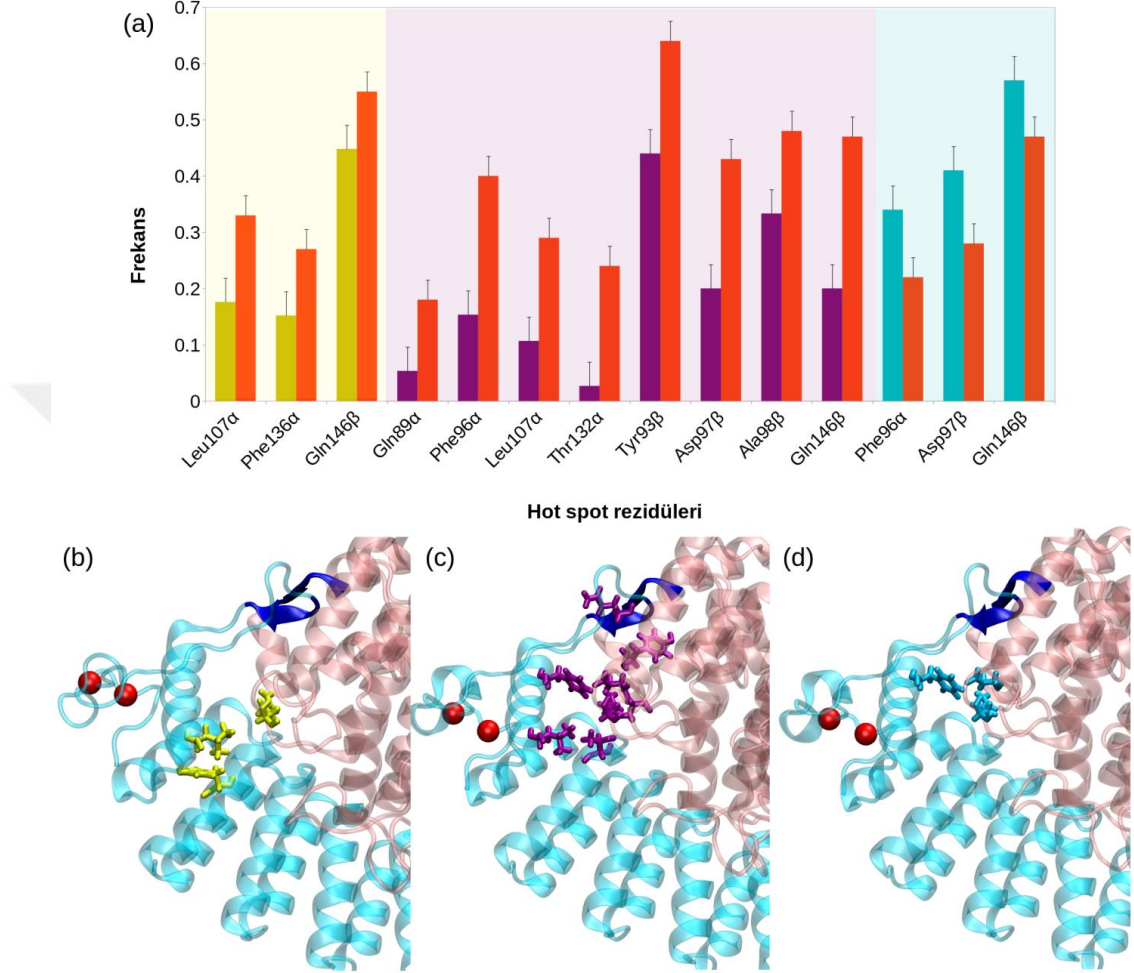 (a)
Frekans
0.7
0.6
0.5
0.4
0.3
0.2
0.1
0
Leu107α
Phe136α
Gln146β
Gln89α
Phe96α
Leu107α
Thr132α
Tyr93β
Asp97β
Ala98β
Gln146β
Phe96α
Asp97β
Gln146β
Hot spot rezidüleri
(b)
(c)
(d)